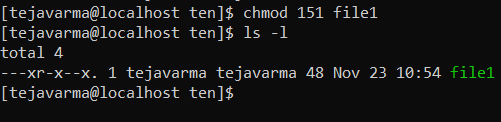 [tejavarma@localhost ten]$ chmod 151 file1
[tejavarma@localhost ten]$ ls -l
total 4
---xr-x--x. 1 tejavarma tejavarma 48 Nov 23 10:54 file1
[tejavarma@localhost ten]$